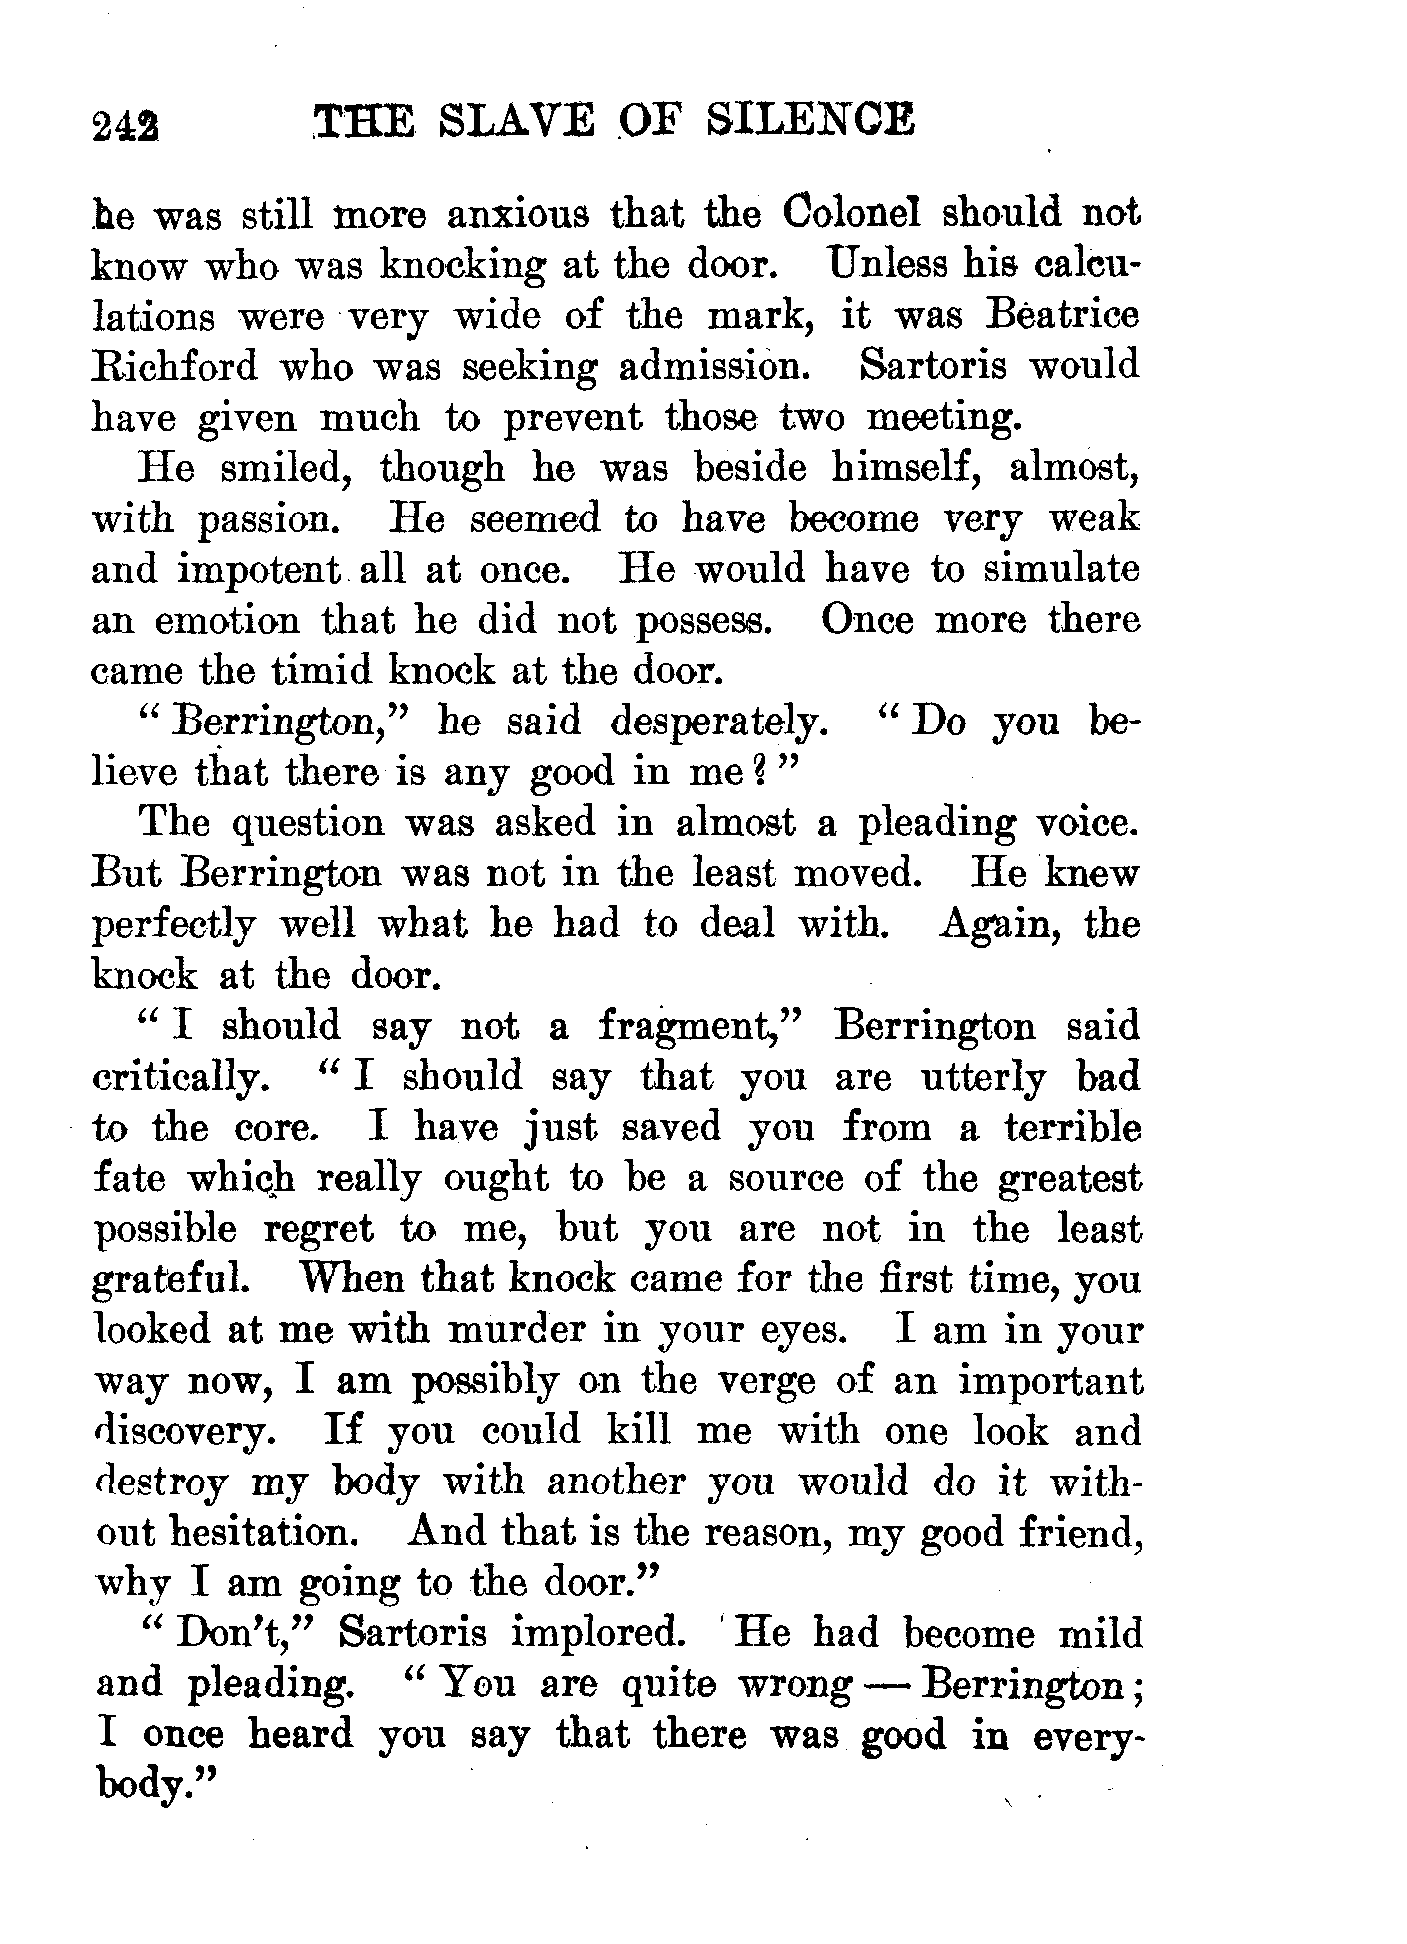 242 THE SLAVE OF SILENCE
he was still more anxious that the Colonel should not
know who was knocking at the door. Unless his calcu-
lations were very wide of the mark, it was Beatrice
Richford who was seeking admission. Sartoris would
have given much to prevent those two meeting.
He smiled, though he was beside himself, almost,
with passion. He seemed to have become very weak
and impotent all at once. He would have to simulate
an emotion that he did not possess. Once more there
came the timid knock at the door.
“Berrington,” he said desperately. “Do you be-
lieve that there is any good in me?”
The question was asked in almost a pleading voice.
But Berrington was not in the least moved. He knew
perfectly well what he had to deal with. Again, the
knock at the door.
“I should say not a fragment,” Berrington said
critically. “I should say that you are utterly bad
to the core. I have just saved you from a terrible
fate which really ought to be a source of the greatest
possible regret to me, but you are not in the least
grateful. When that knock came for the first time, you
looked at me with murder in your eyes. I am in your
way now, I am possibly on the verge of an important
discovery. If you could kill me with one look and
destroy my body with another you would do it with-
out hesitation. And that is the reason, my good friend,
why I am going to the door.”
“Don't,” Sartoris implored. He had become mild
and pleading. “You are quite wrong — Berrington;
I once heard you say that there was good in every-
body.”